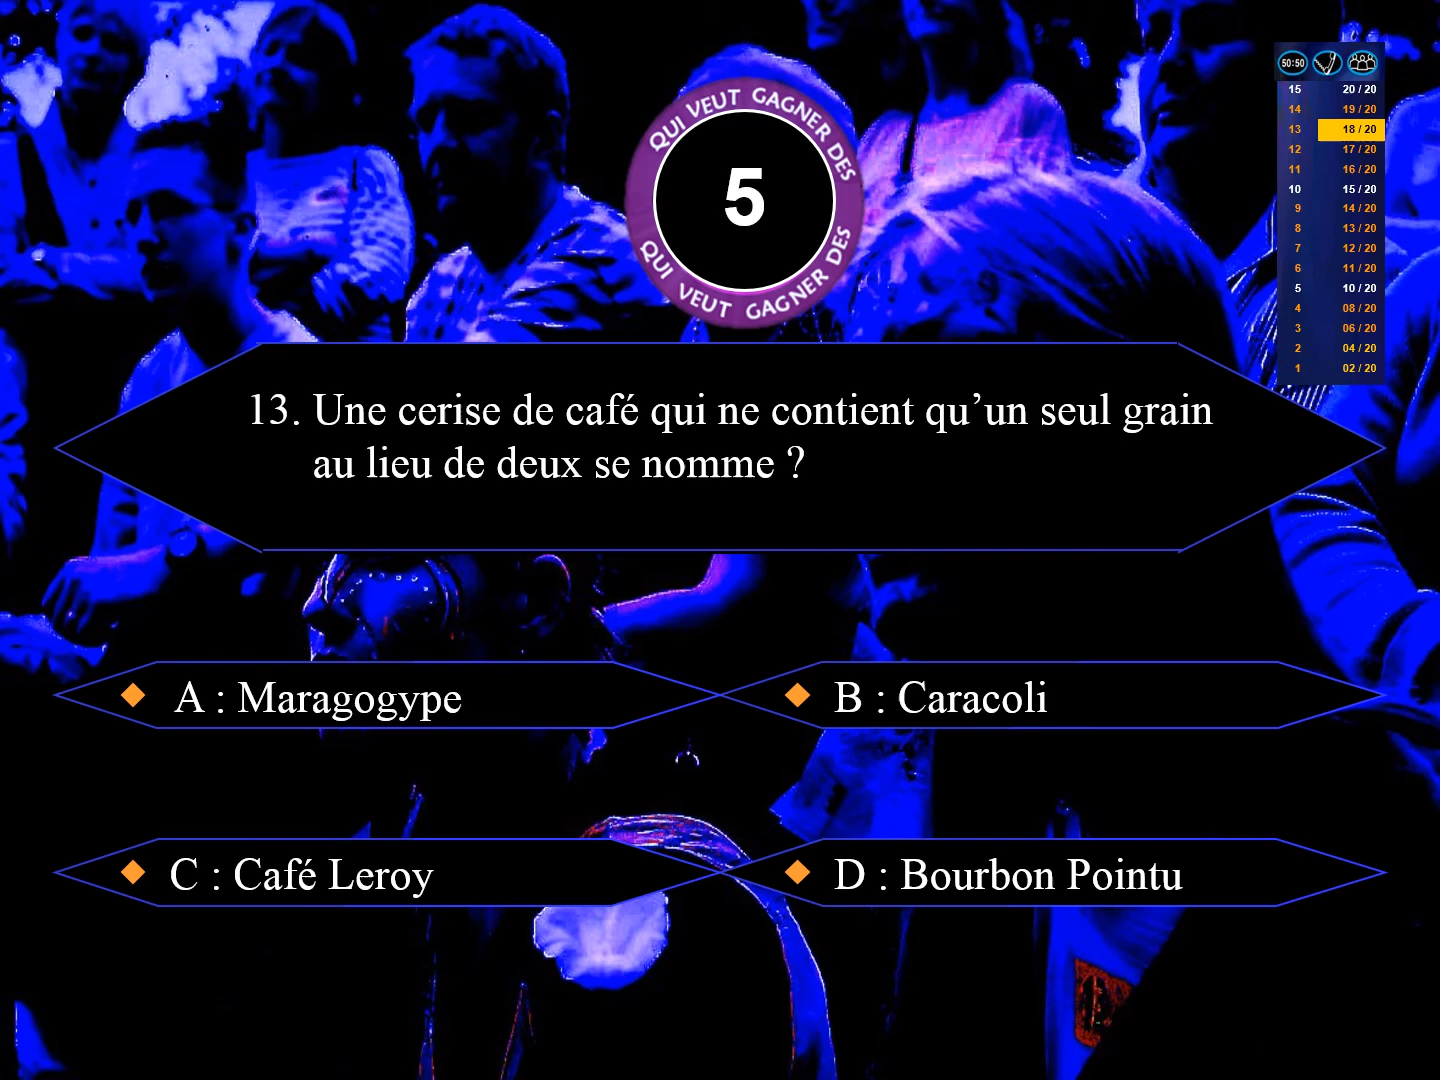 QUI VEUT GAGNER DES
5
QUI VEUT GAGNER DES
50:50
15 20 / 20
14 19 / 20
13 18 / 20
12 17 / 20
11 16 / 20
10 15 / 20
9 14 / 20
8 13 / 20
7 12 / 20
6 11 / 20
5 10 / 20
4 08 / 20
3 06 / 20
2 04 / 20
1 02 / 20
13. Une cerise de café qui ne contient qu’un seul grain
au lieu de deux se nomme ?
A : Maragogype
B : Caracoli
C : Café Leroy
D : Bourbon Pointu